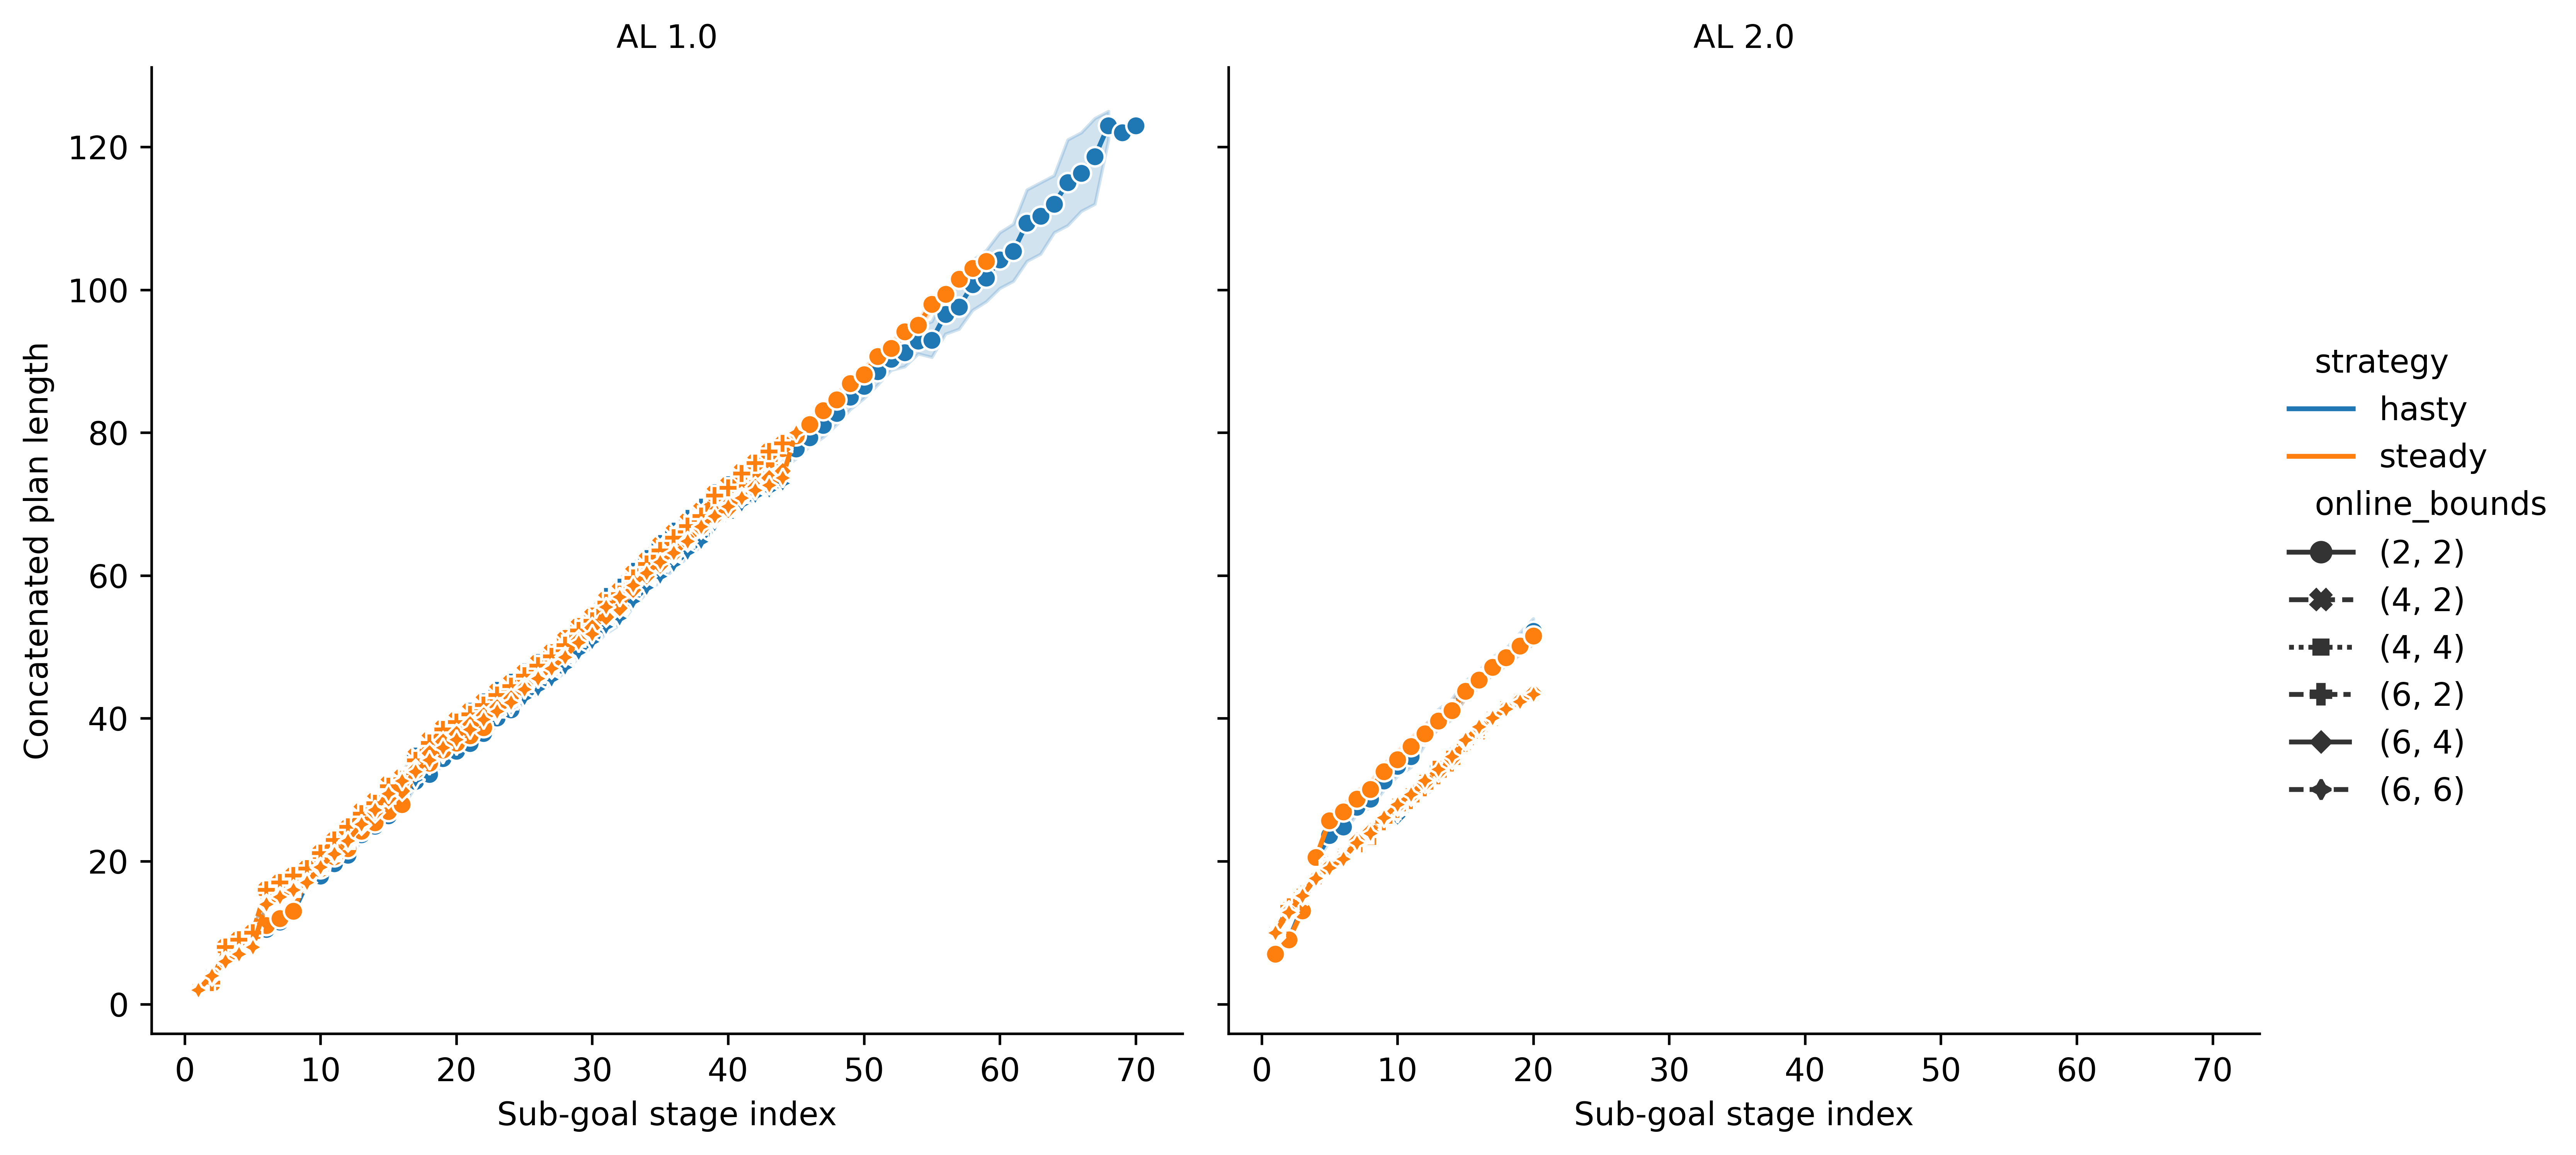 AL 1.0
AL 2.0
Concatenated plan length
120
100
80
60
40
20
0
0 10 20 30 40 50 60 70
Sub-goal stage index
0 10 20 30 40 50 60 70
Sub-goal stage index
strategy
hasty
steady
online_bounds
(2, 2)
(4, 2)
(4, 4)
(6, 2)
(6, 4)
(6, 6)